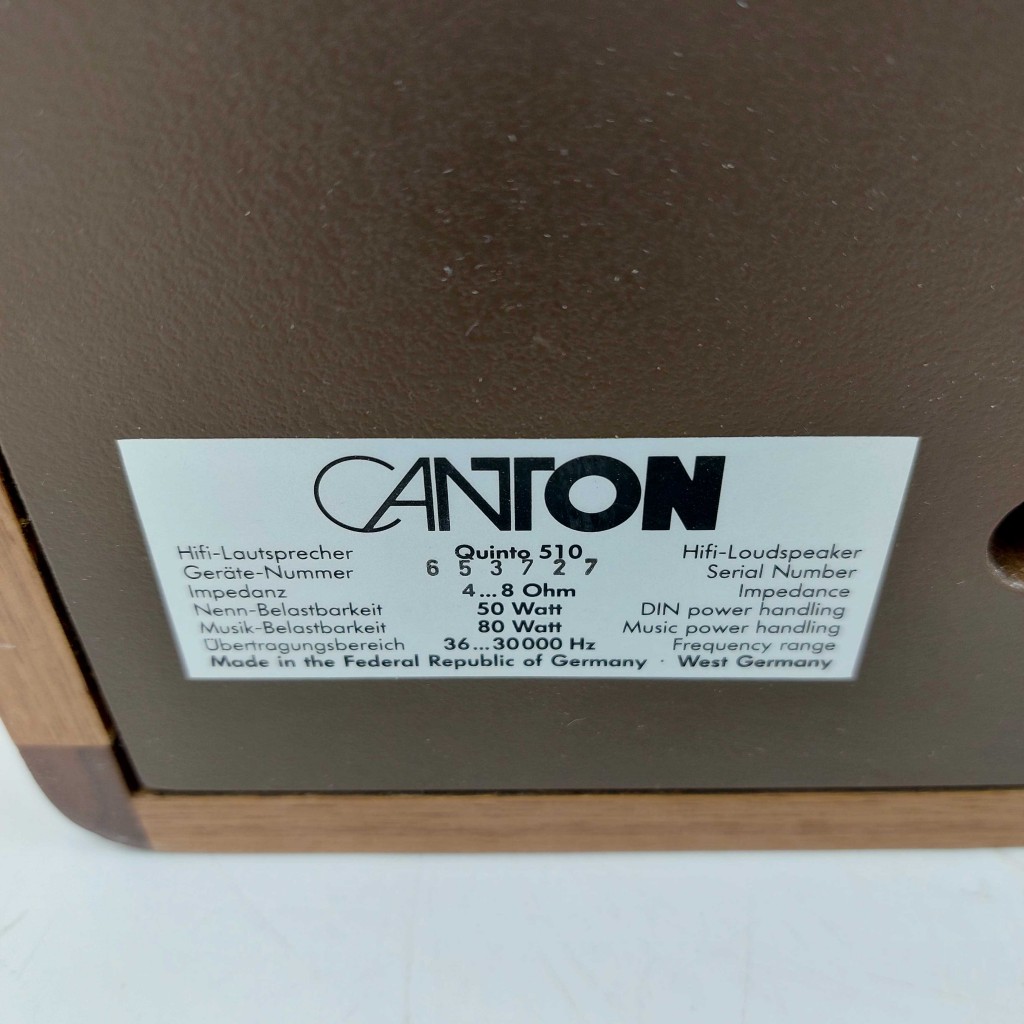 CANTON
Hifi-Lautsprecher Quinto 510 Hifi-Loudspeaker
Geräte-Nummer 653727 Serial Number
Impedanz 4...8 Ohm Impedance
Nenn-Belastbarkeit 50 Watt DIN power handling
Musik-Belastbarkeit 80 Watt Music power handling
Übertragungsbereich 36...30000 Hz Frequency range
Made in the Federal Republic of Germany · West Germany